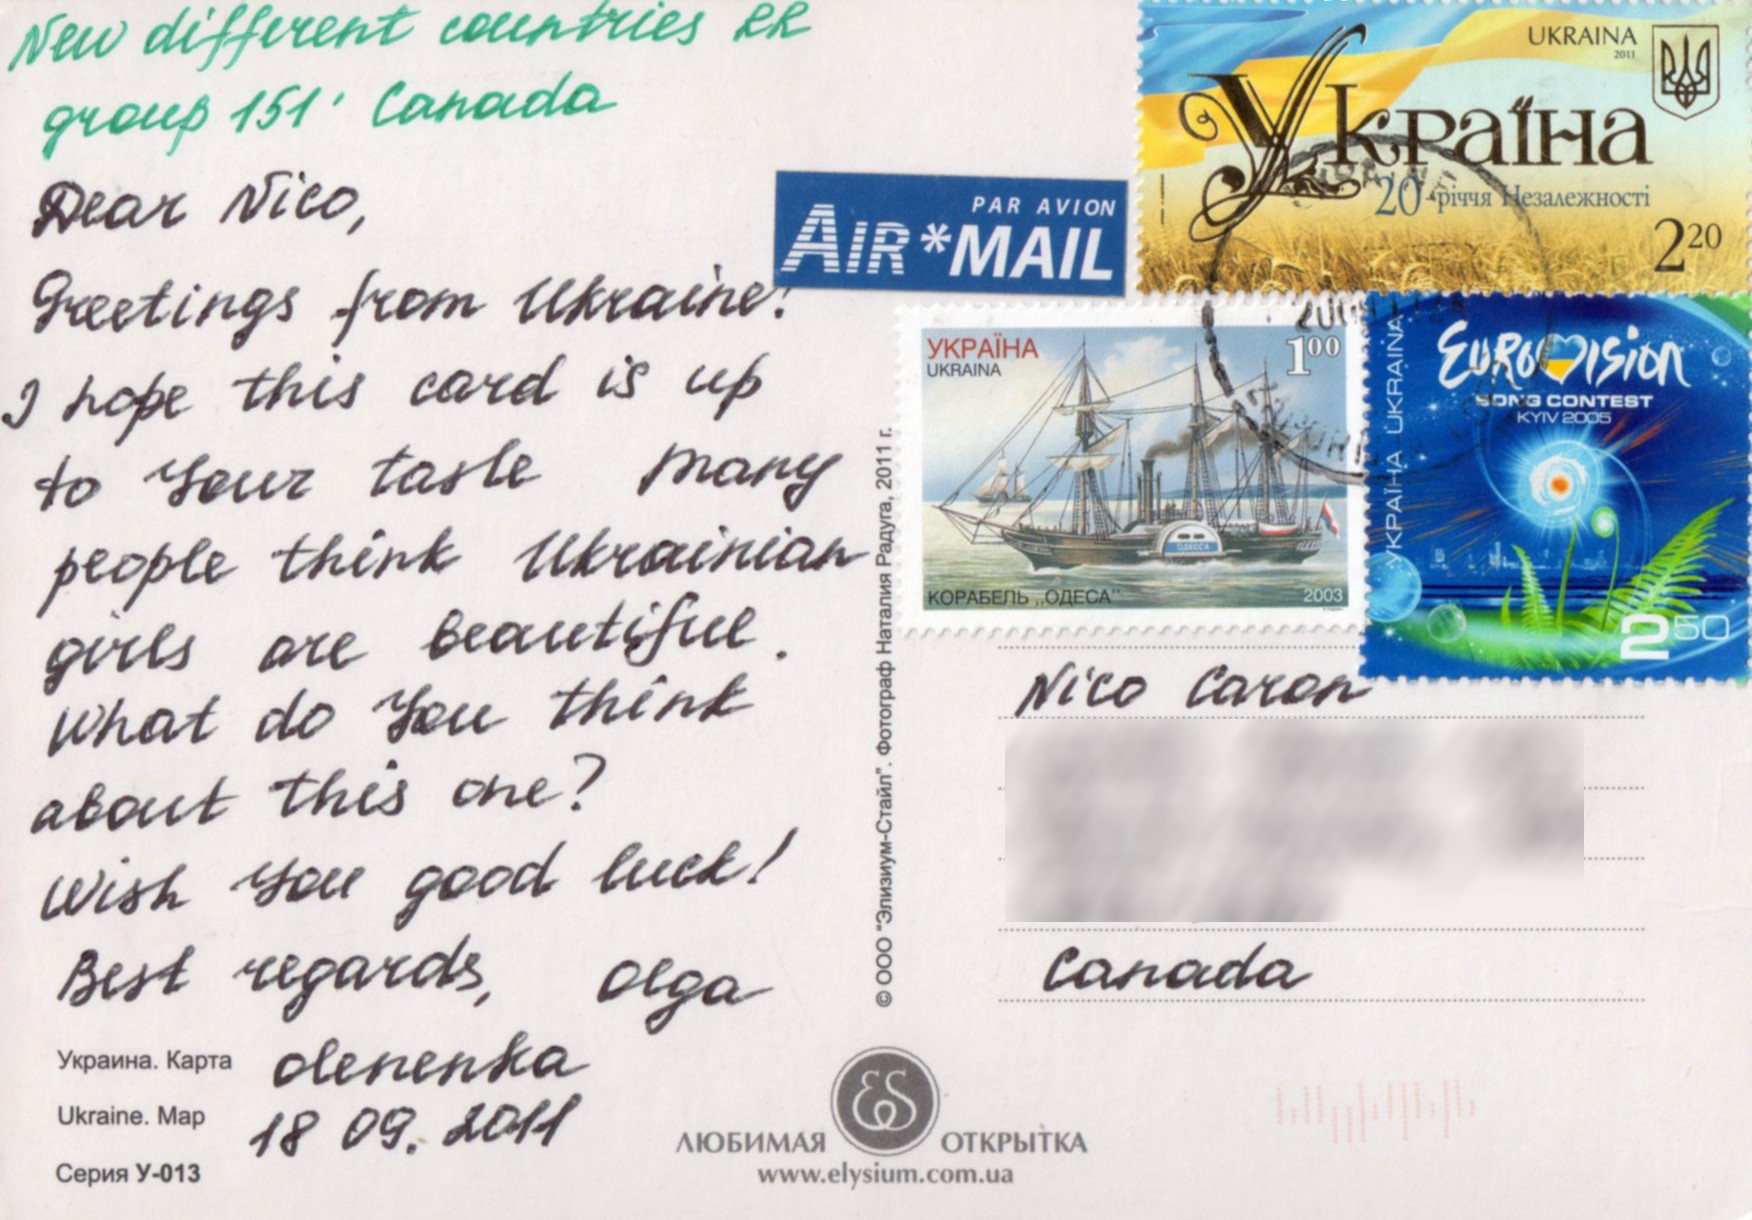 New different countries RR
group 151 Canada
Dear Nico,
Greetings from Ukraine!
I hope this card is up
to Your taste Many
people think Ukrainian
girls are beautiful.
What do You think
about this one?
Wish You good luck!
Best regards, Olga
olenenka
18 09. 2011
Украина. Карта
Ukraine. Map
Серия У-013
PAR AVION
AIR*MAIL
UKRAINA
2011
Україна
20-річчя Незалежності
2 20
УКРАЇНА
UKRAINA
1 00
ОДЕССА
КОРАБЕЛЬ „ОДЕСА"
2003
УКРАЇНА UKRAINA
EUROVISION
SONG CONTEST
KYIV 2005
2 50
© ООО "Элизиум-Стайл". Фотограф Наталия Радуга, 2011 г.
Nico Caron
Canada
ES
ЛЮБИМАЯ ОТКРЫТКА
www.elysium.com.ua